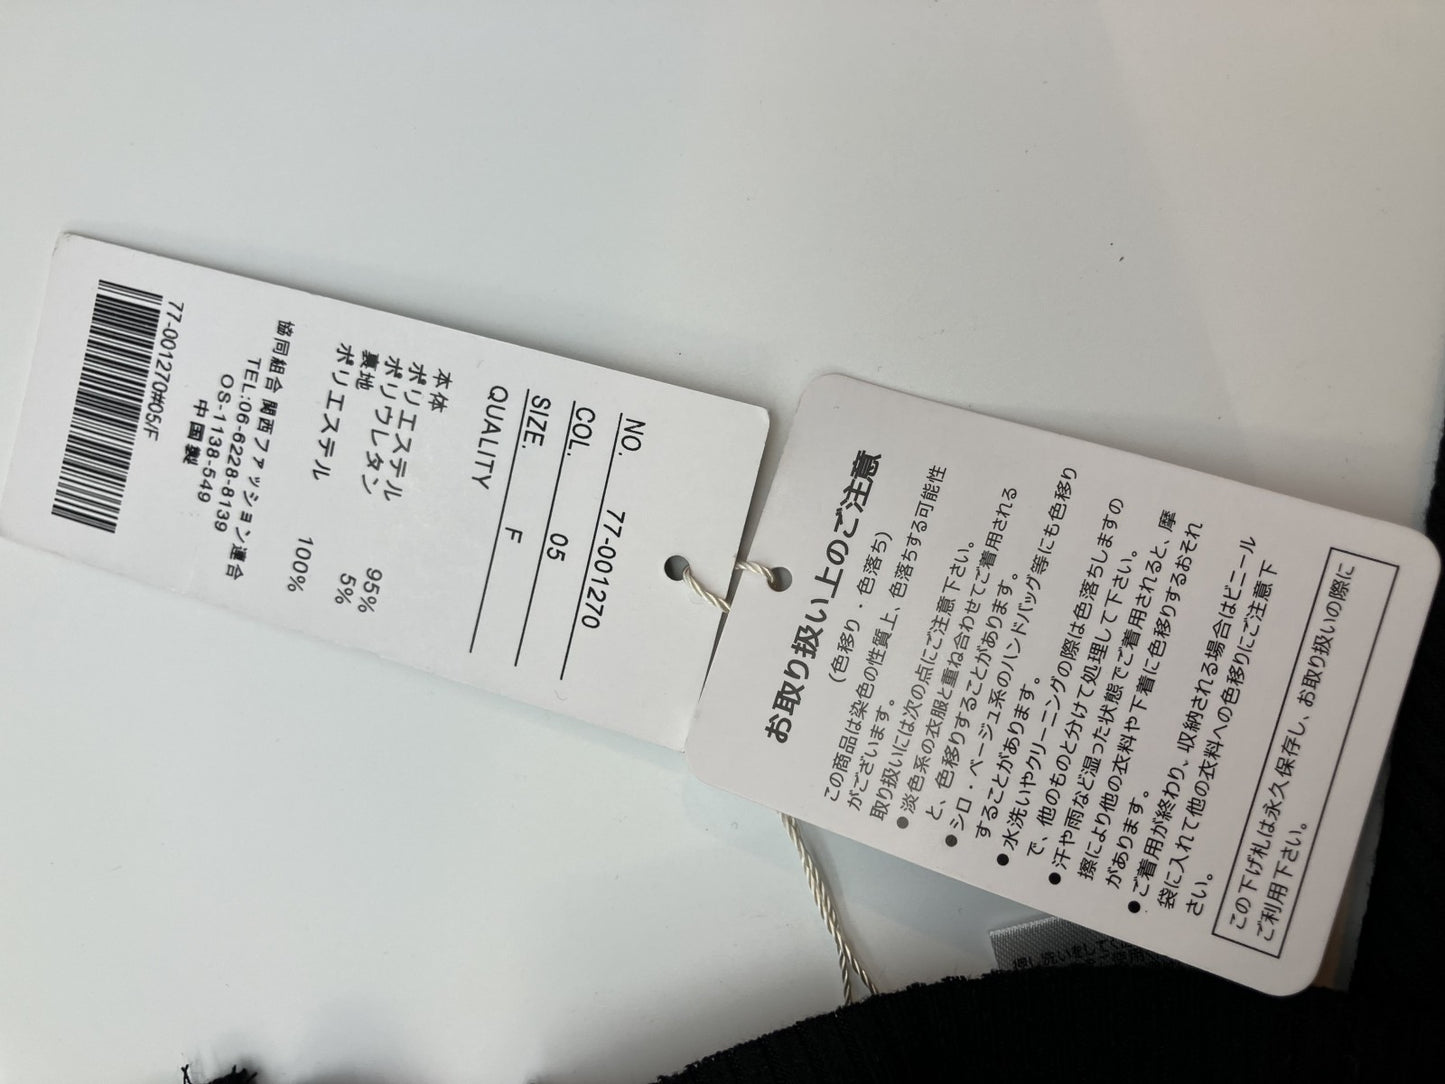 NO. 77-001270
COL. 05
SIZE. F
QUALITY
本体
ポリエステル 95%
ポリウレタン 5%
裏地
ポリエステル 100%
協同組合 関西ファッション連合
TEL:06-6228-8139
OS-1138-549
中国製
77-001270#05/F
お取り扱い上のご注意
(色移り・色落ち)
この商品は染色の性質上、色落ちする可能性
がございます。
取り扱いには次の点にご注意下さい。
●淡色系の衣服と重ね合わせてご着用される
と、色移りすることがあります。
●シロ・ベージュ系のハンドバッグ等にも色移り
することがあります。
●水洗いやクリーニングの際は色落ちしますの
で、他のものと分けて処理して下さい。
●汗や雨など湿った状態でご着用されると、摩
擦により他の衣料や下着に色移りするおそれ
があります。
●ご着用が終わり、収納される場合はビニール
袋に入れて他の衣料への色移りにご注意下
さい。
この下げ札は永久保存し、お取り扱いの際に
ご利用下さい。